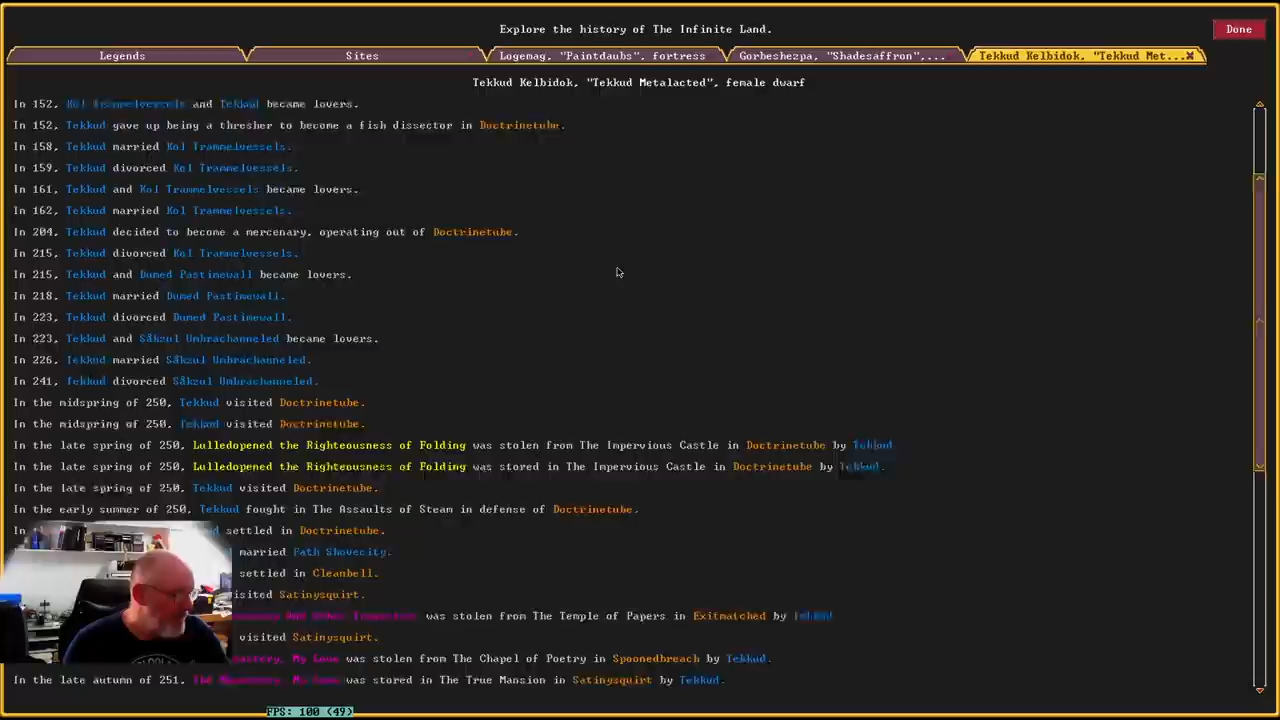 Explore the history of The Infinite Land.
Done
Legends
Sites
Logemag, "Paintdaubs", fortress
Gorbeshezpa, "Shadesaffron",...
Tekkud Kelbidok, "Tekkud Met...
Tekkud Kelbidok, "Tekkud Metalacted", female dwarf
In 152, Kol Trammelvessels and Tekkud became lovers.
In 152, Tekkud gave up being a thresher to become a fish dissector in Doctrinetube.
In 158, Tekkud married Kol Trammelvessels.
In 159, Tekkud divorced Kol Trammelvessels.
In 161, Tekkud and Kol Trammelvessels became lovers.
In 162, Tekkud married Kol Trammelvessels.
In 204, Tekkud decided to become a mercenary, operating out of Doctrinetube.
In 215, Tekkud divorced Kol Trammelvessels.
In 215, Tekkud and Dumed Pastimewall became lovers.
In 218, Tekkud married Dumed Pastimewall.
In 223, Tekkud divorced Dumed Pastimewall.
In 223, Tekkud and Såkzul Umbrachanneled became lovers.
In 226, Tekkud married Såkzul Umbrachanneled.
In 241, Tekkud divorced Såkzul Umbrachanneled.
In the midspring of 250, Tekkud visited Doctrinetube.
In the midspring of 250, Tekkud visited Doctrinetube.
In the late spring of 250, Lulledopened the Righteousness of Folding was stolen from The Impervious Castle in Doctrinetube by Tekkud.
In the late spring of 250, Lulledopened the Righteousness of Folding was stored in The Impervious Castle in Doctrinetube by Tekkud.
In the late spring of 250, Tekkud visited Doctrinetube.
In the early summer of 250, Tekkud fought in The Assaults of Steam in defense of Doctrinetube.
In settled in Doctrinetube.
married Path Shovecity.
settled in Cleanbell.
visited Satinysquirt.
was stolen from The Temple of Papers in Exitmatched by Tekkud
visited Satinysquirt.
My Love was stolen from The Chapel of Poetry in Spoonedbreach by Tekkud.
In the late autumn of 251, My Love was stored in The True Mansion in Satinysquirt by Tekkud.
FPS: 100 (49)